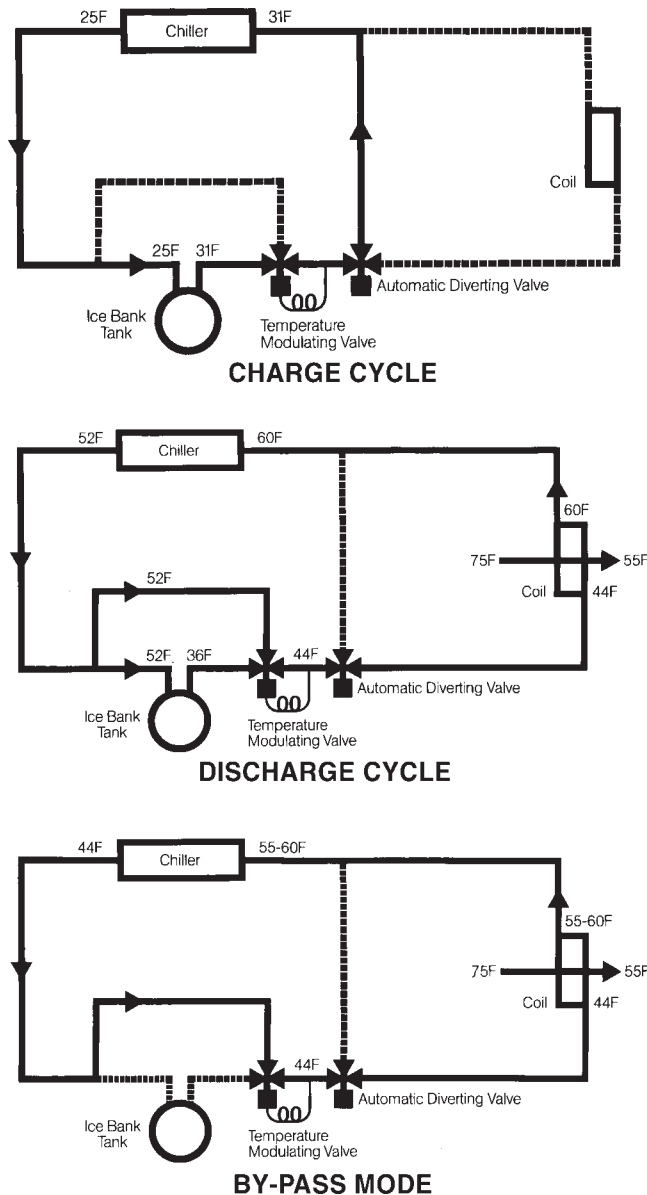 25F
Chiller
31F
Coil
25F 31F
Automatic Diverting Valve
Ice Bank
Tank
Temperature
Modulating Valve
CHARGE CYCLE
52F
Chiller
60F
60F
75F
55F
52F
Coil
44F
52F 36F
44F
Automatic Diverting Valve
Ice Bank
Tank
Temperature
Modulating Valve
DISCHARGE CYCLE
44F
Chiller
55-60F
55-60F
75F
55F
Coil
44F
44F
Automatic Diverting Valve
Ice Bank
Tank
Temperature
Modulating Valve
BY-PASS MODE